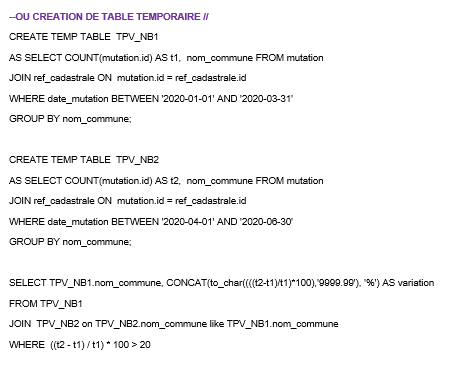 --OU CREATION DE TABLE TEMPORAIRE //
CREATE TEMP TABLE TPV_NB1
AS SELECT COUNT(mutation.id) AS t1, nom_commune FROM mutation
JOIN ref_cadastrale ON mutation.id = ref_cadastrale.id
WHERE date_mutation BETWEEN '2020-01-01' AND '2020-03-31'
GROUP BY nom_commune;
CREATE TEMP TABLE TPV_NB2
AS SELECT COUNT(mutation.id) AS t2, nom_commune FROM mutation
JOIN ref_cadastrale ON mutation.id = ref_cadastrale.id
WHERE date_mutation BETWEEN '2020-04-01' AND '2020-06-30'
GROUP BY nom_commune;
SELECT TPV_NB1.nom_commune, CONCAT(to_char((((t2-t1)/t1)*100),'9999.99'), '%') AS variation
FROM TPV_NB1
JOIN TPV_NB2 on TPV_NB2.nom_commune like TPV_NB1.nom_commune
WHERE ((t2 - t1) / t1) * 100 > 20